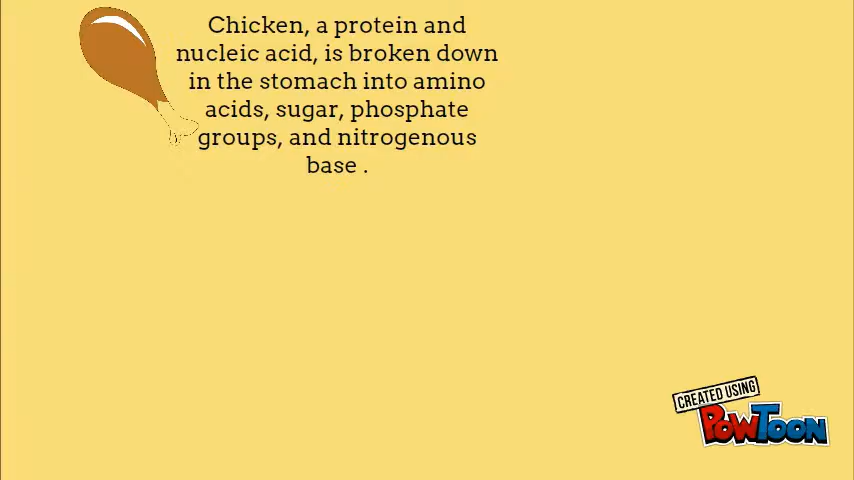 Chicken, a protein and
nucleic acid, is broken down
in the stomach into amino
acids, sugar, phosphate
groups, and nitrogenous
base .
CREATED USING
PowToon